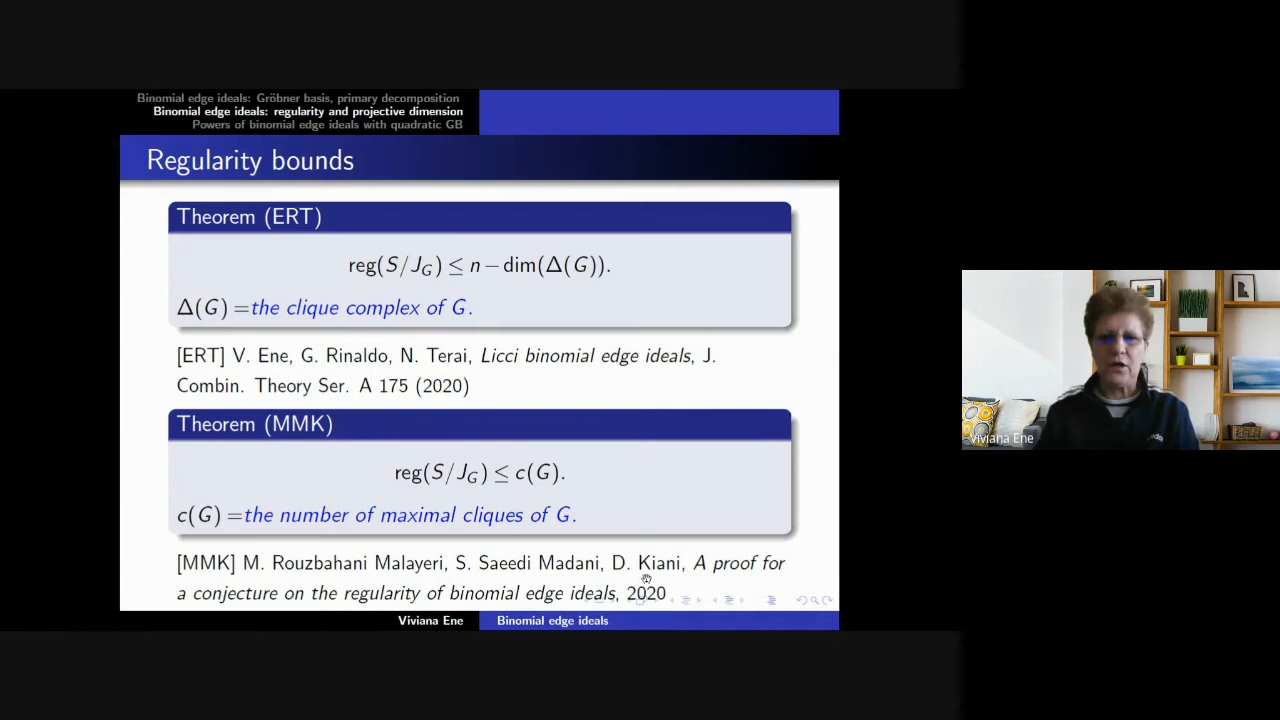 Binomial edge ideals: Gröbner basis, primary decomposition
Binomial edge ideals: regularity and projective dimension
Powers of binomial edge ideals with quadratic GB
Regularity bounds
Theorem (ERT)
reg(S/J_G) ≤ n − dim(Δ(G)).
Δ(G) =the clique complex of G.
[ERT] V. Ene, G. Rinaldo, N. Terai, Licci binomial edge ideals, J.
Combin. Theory Ser. A 175 (2020)
Theorem (MMK)
reg(S/J_G) ≤ c(G).
c(G) =the number of maximal cliques of G.
[MMK] M. Rouzbahani Malayeri, S. Saeedi Madani, D. Kiani, A proof for
a conjecture on the regularity of binomial edge ideals, 2020
Viviana Ene
Binomial edge ideals
Viviana Ene